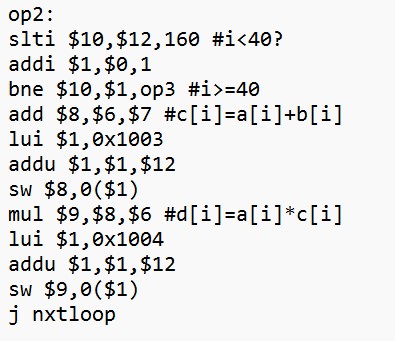 op2:
slti $10,$12,160 #i<40?
addi $1,$0,1
bne $10,$1,op3 #i>=40
add $8,$6,$7 #c[i]=a[i]+b[i]
lui $1,0x1003
addu $1,$1,$12
sw $8,0($1)
mul $9,$8,$6 #d[i]=a[i]*c[i]
lui $1,0x1004
addu $1,$1,$12
sw $9,0($1)
j nxtloop